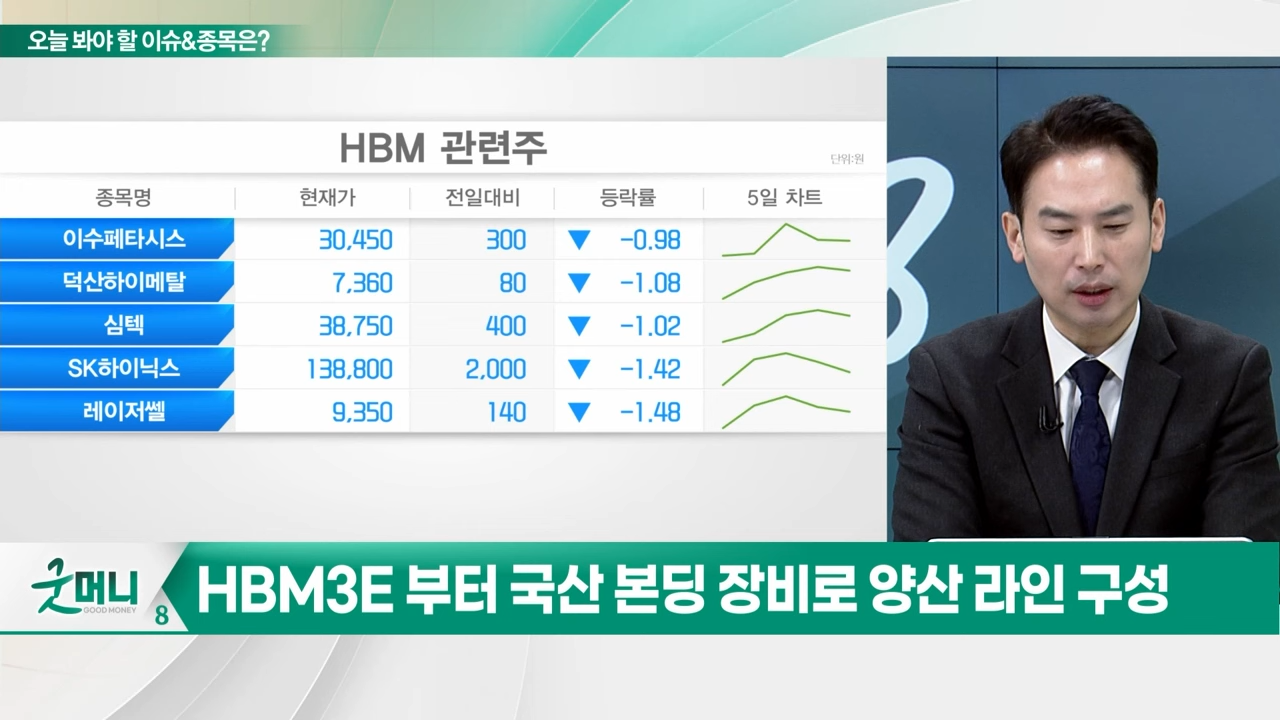 오늘 봐야 할 이슈&종목은?
HBM 관련주
단위:원
종목명 현재가 전일대비 등락률 5일 차트
이수페타시스 30,450 300 ▼ -0.98
덕산하이메탈 7,360 80 ▼ -1.08
심텍 38,750 400 ▼ -1.02
SK하이닉스 138,800 2,000 ▼ -1.42
레이저쎌 9,350 140 ▼ -1.48
굿머니
GOOD MONEY
8
HBM3E 부터 국산 본딩 장비로 양산 라인 구성